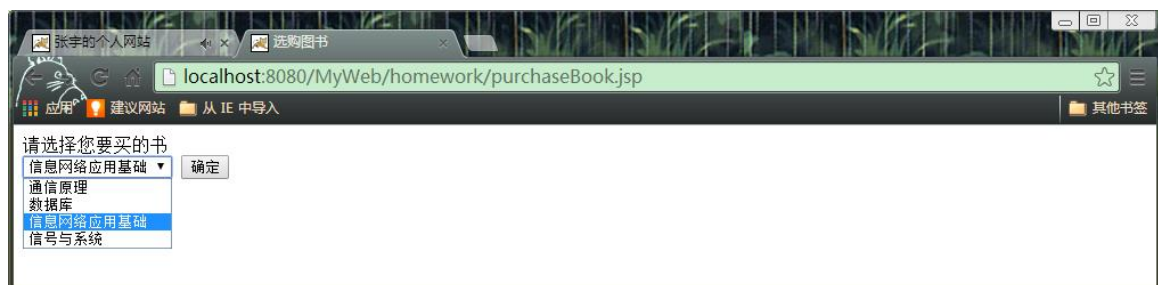 张宇的个人网站
选购图书
localhost:8080/MyWeb/homework/purchaseBook.jsp
应用 建议网站 从 IE 中导入 其他书签
请选择您要买的书
信息网络应用基础 确定
通信原理
数据库
信息网络应用基础
信号与系统